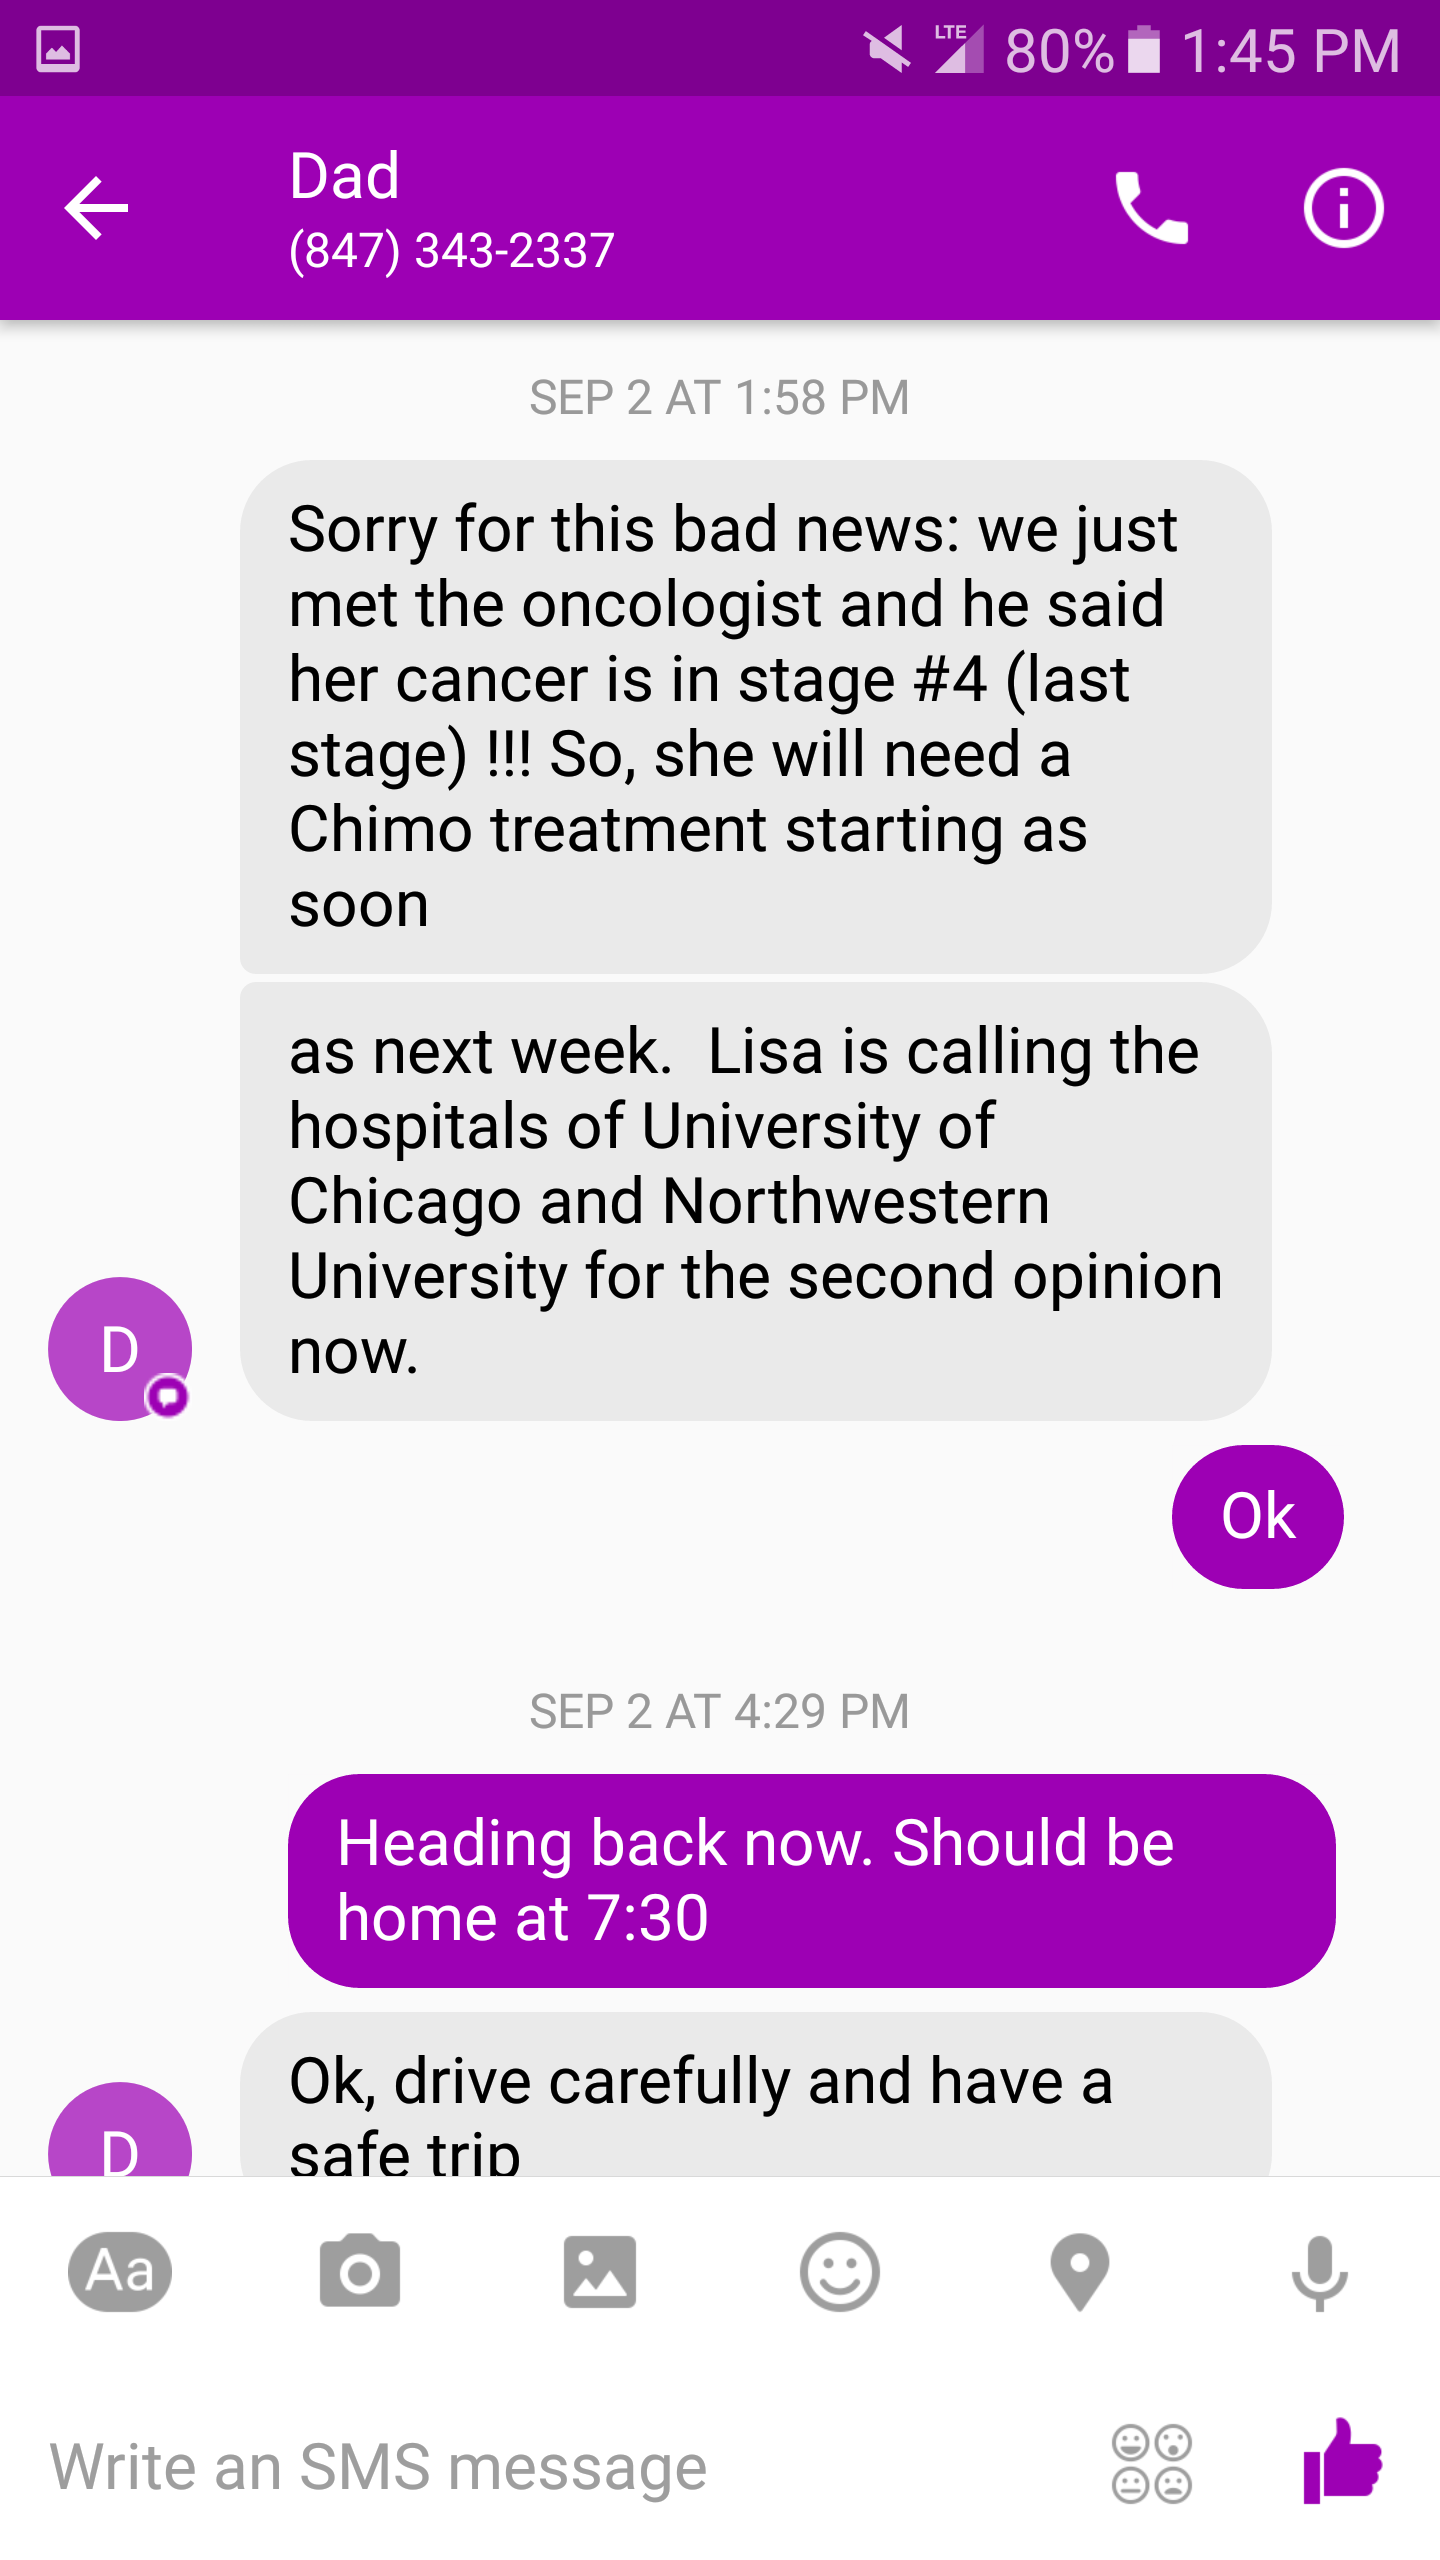 LTE 80% 1:45 PM
Dad
(847) 343-2337
SEP 2 AT 1:58 PM
Sorry for this bad news: we just
met the oncologist and he said
her cancer is in stage #4 (last
stage) !!! So, she will need a
Chimo treatment starting as
soon
as next week.  Lisa is calling the
hospitals of University of
Chicago and Northwestern
University for the second opinion
now.
D
Ok
SEP 2 AT 4:29 PM
Heading back now. Should be
home at 7:30
Ok, drive carefully and have a
safe trip
D
Aa
Write an SMS message